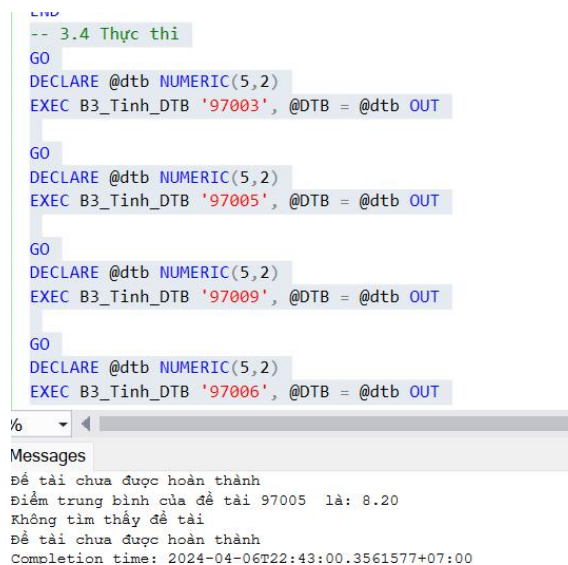 END
-- 3.4 Thực thi
GO
DECLARE @dtb NUMERIC(5,2)
EXEC B3_Tinh_DTB '97003', @DTB = @dtb OUT
GO
DECLARE @dtb NUMERIC(5,2)
EXEC B3_Tinh_DTB '97005', @DTB = @dtb OUT
GO
DECLARE @dtb NUMERIC(5,2)
EXEC B3_Tinh_DTB '97009', @DTB = @dtb OUT
GO
DECLARE @dtb NUMERIC(5,2)
EXEC B3_Tinh_DTB '97006', @DTB = @dtb OUT
%
Messages
Đề tài chưa được hoàn thành
Điểm trung bình của đề tài 97005 là: 8.20
Không tìm thấy đề tài
Đề tài chưa được hoàn thành
Completion time: 2024-04-06T22:43:00.3561577+07:00